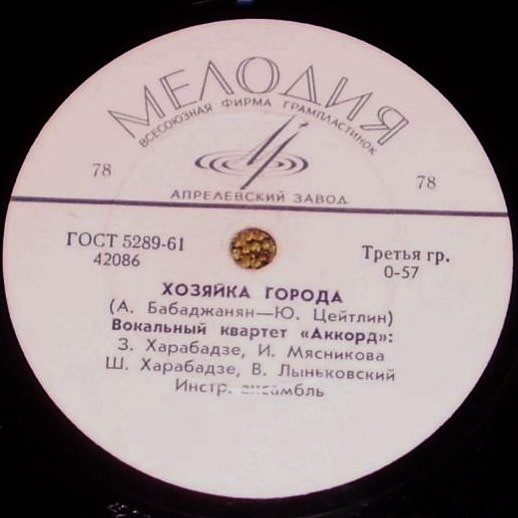 МЕЛОДИЯ
ВСЕСОЮЗНАЯ ФИРМА ГРАМПЛАСТИНОК
78
78
АПРЕЛЕВСКИЙ ЗАВОД
ГОСТ 5289-61
42086
Третья гр.
0-57
ХОЗЯЙКА ГОРОДА
(А. Бабаджанян—Ю. Цейтлин)
Вокальный квартет «Аккорд»:
З. Харабадзе, И. Мясникова
Ш. Харабадзе, В. Лыньковский
Инстр. ансамбль